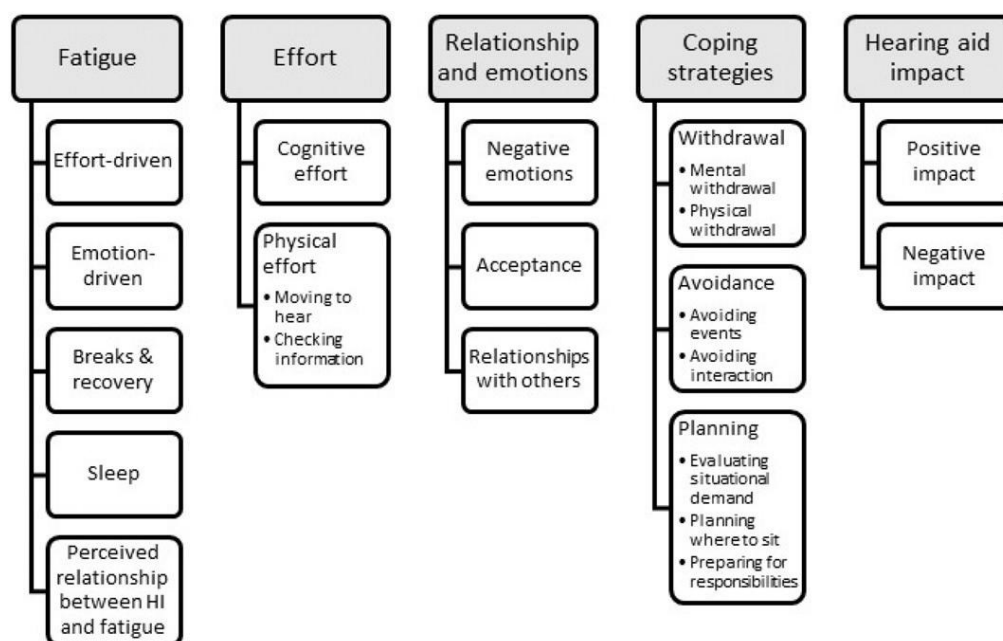 Fatigue
Effort-driven
Emotion-
driven
Breaks &
recovery
Sleep
Perceived
relationship
between HI
and fatigue
Effort
Cognitive
effort
Physical
effort
• Moving to
hear
• Checking
information
Relationship
and emotions
Negative
emotions
Acceptance
Relationships
with others
Coping
strategies
Withdrawal
• Mental
withdrawal
• Physical
withdrawal
Avoidance
• Avoiding
events
• Avoiding
interaction
Planning
• Evaluating
situational
demand
• Planning
where to sit
• Preparing for
responsibilities
Hearing aid
impact
Positive
impact
Negative
impact